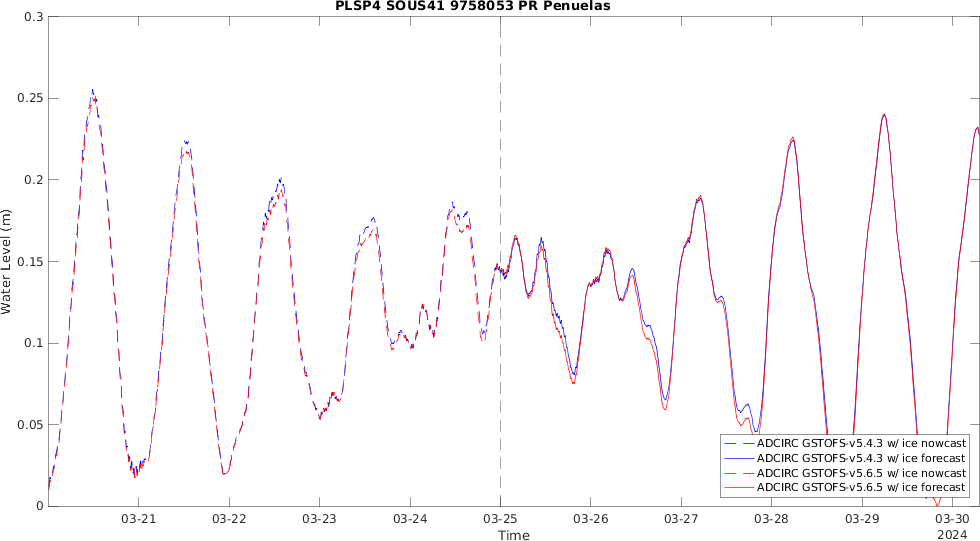 PLSP4 SOUS41 9758053 PR Penuelas
0.3
0.25
0.2
0.15
0.1
0.05
0
Water Level (m)
03-21 03-22 03-23 03-24 03-25 03-26 03-27 03-28 03-29 03-30
2024
Time
ADCIRC GSTOFS-v5.4.3 w/ ice nowcast
ADCIRC GSTOFS-v5.4.3 w/ ice forecast
ADCIRC GSTOFS-v5.6.5 w/ ice nowcast
ADCIRC GSTOFS-v5.6.5 w/ ice forecast